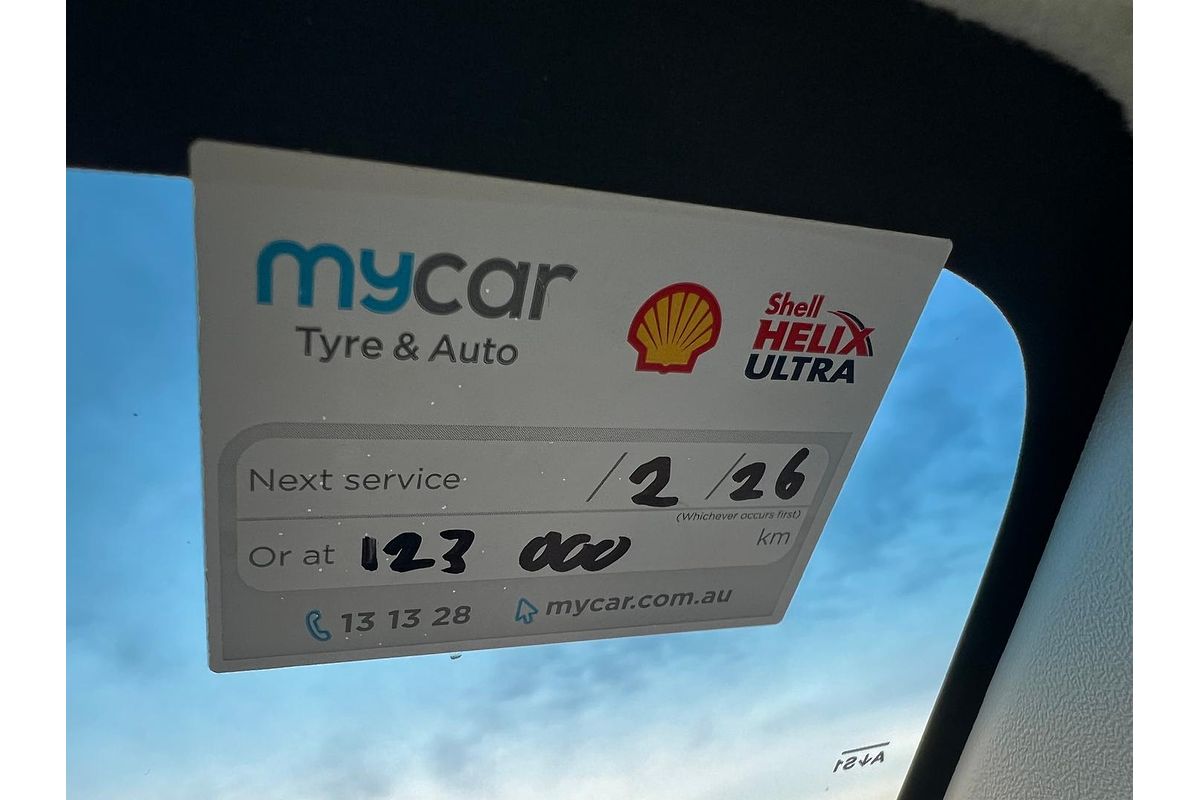 mycar
Tyre & Auto
Shell
HELIX
ULTRA
Next service / 2 / 26
(Whichever occurs first)
Or at 123 000 km
13 13 28 mycar.com.au
AS1